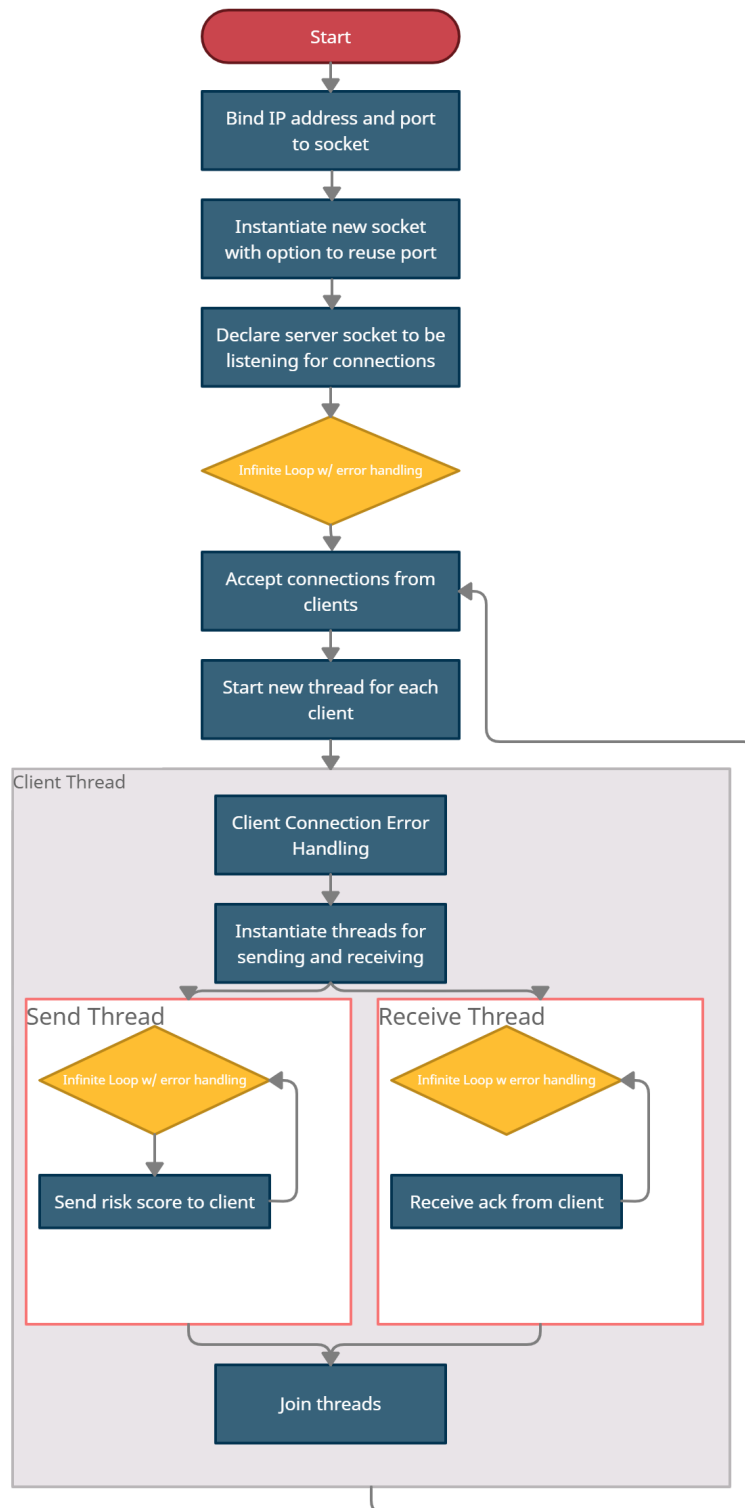 Start
Bind IP address and port
to socket
Instantiate new socket
with option to reuse port
Declare server socket to be
listening for connections
Infinite Loop w/ error handling
Accept connections from
clients
Start new thread for each
client
Client Thread
Client Connection Error
Handling
Instantiate threads for
sending and receiving
Send Thread
Infinite Loop w/ error handling
Send risk score to client
Receive Thread
Infinite Loop w error handling
Receive ack from client
Join threads